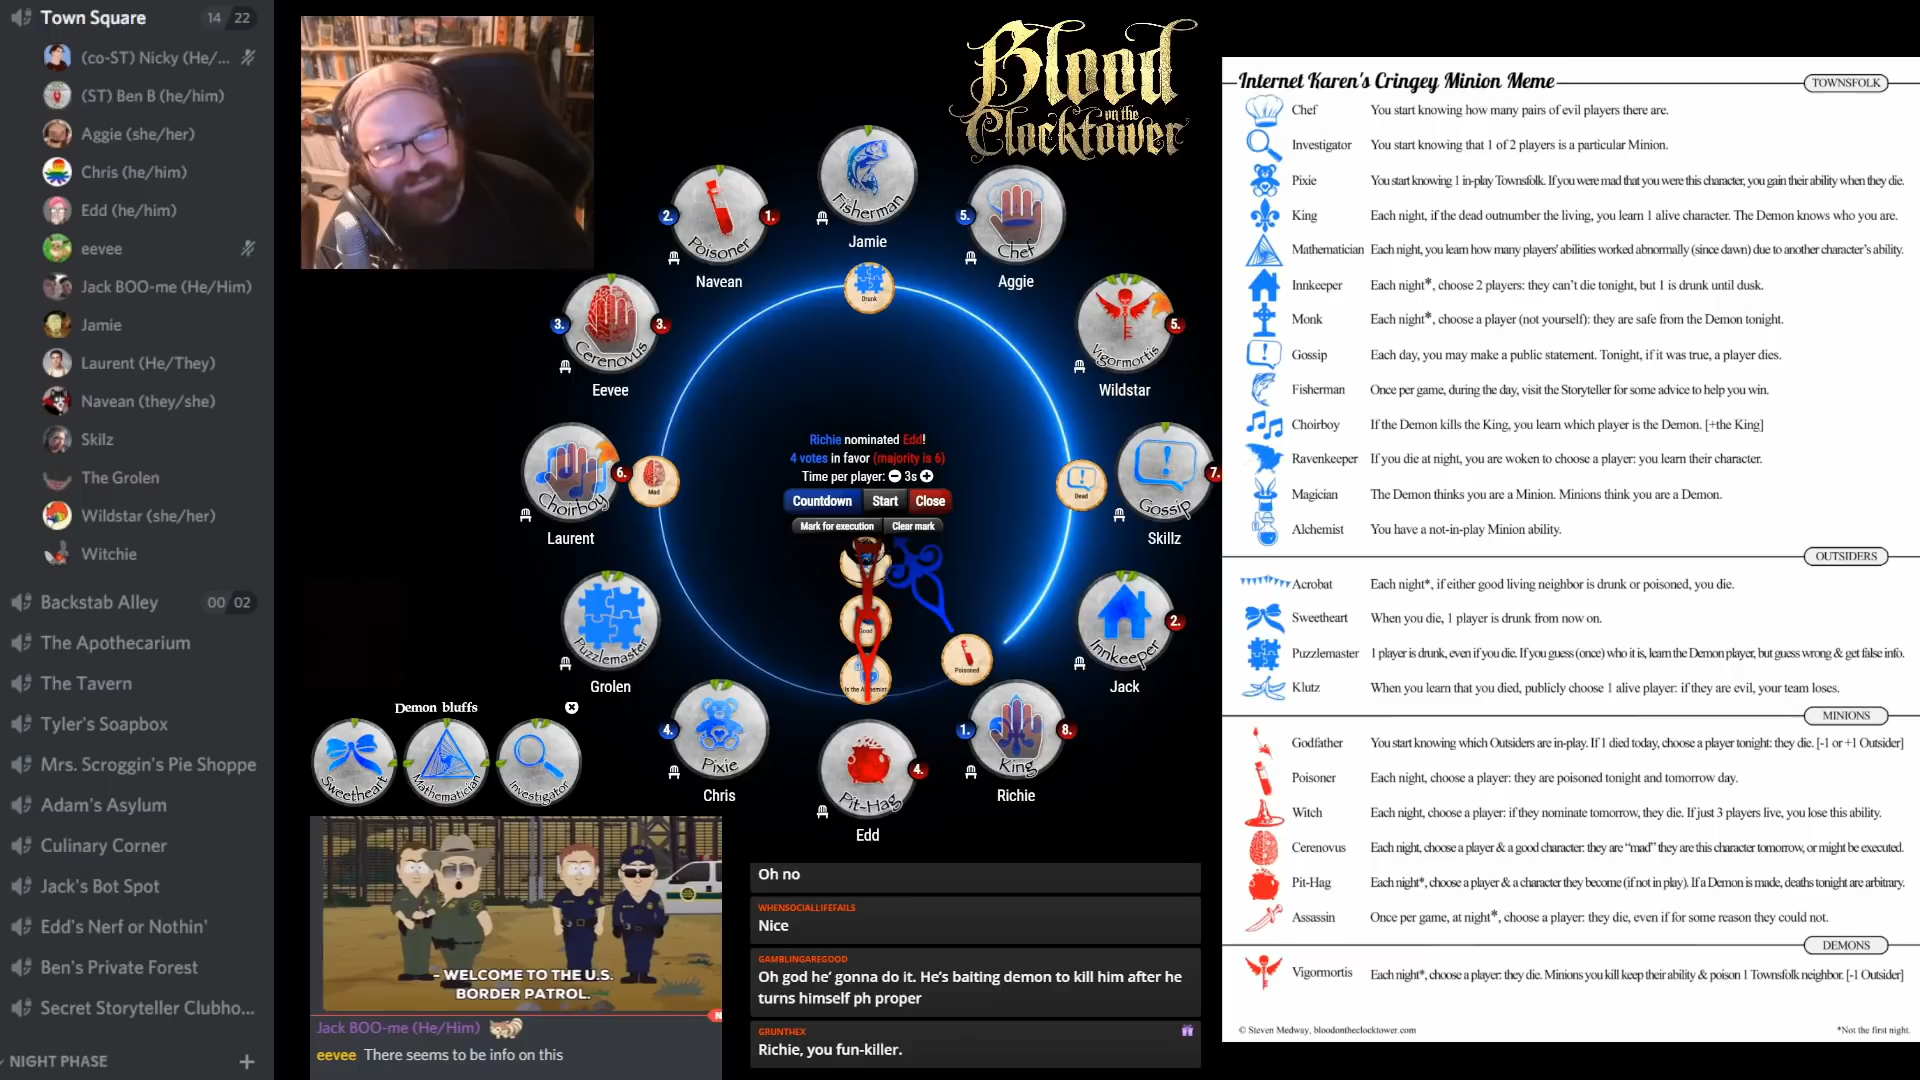 Town Square 14 22
(co-ST) Nicky (He/...
(ST) Ben B (he/him)
Aggie (she/her)
Chris (he/him)
Edd (he/him)
eevee
Jack BOO-me (He/Him)
Jamie
Laurent (He/They)
Navean (they/she)
Skilz
The Grolen
Wildstar (she/her)
Witchie
Backstab Alley 00 02
The Apothecarium
The Tavern
Tyler's Soapbox
Mrs. Scroggin's Pie Shoppe
Adam's Asylum
Culinary Corner
Jack's Bot Spot
Edd's Nerf or Nothin'
Ben's Private Forest
Secret Storyteller Clubho...
NIGHT PHASE
Blood
on the
Clocktower
Fisherman
Jamie
Drunk
5.
Chef
Aggie
Vigormortis
5.
Wildstar
Dead
Gossip
7.
Skillz
Innkeeper
2.
Jack
Poisoned
1.
King
8.
Richie
Pit-Hag
4.
Edd
4.
Pixie
Chris
Puzzlemaster
Grolen
Choirboy
6.
Mad
Laurent
3.
Cerenovus
3.
Eevee
2.
Poisoner
1.
Navean
Richie nominated Edd!
4 votes in favor (majority is 6)
Time per player: 3s
Countdown Start Close
Mark for execution Clear mark
Good
Is the Alchemist
Demon bluffs
Sweetheart
Mathematician
Investigator
- WELCOME TO THE U.S.
BORDER PATROL.
N
Jack BOO-me (He/Him)
eevee There seems to be info on this
Oh no
WHENSOCIALLIFEFAILS
Nice
GAMBLINGAREGOOD
Oh god he' gonna do it. He's baiting demon to kill him after he
turns himself ph proper
GRUNTHEX
Richie, you fun-killer.
Internet Karen's Cringey Minion Meme
TOWNSFOLK
Chef You start knowing how many pairs of evil players there are.
Investigator You start knowing that 1 of 2 players is a particular Minion.
Pixie You start knowing 1 in-play Townsfolk. If you were mad that you were this character, you gain their ability when they die.
King Each night, if the dead outnumber the living, you learn 1 alive character. The Demon knows who you are.
Mathematician Each night, you learn how many players' abilities worked abnormally (since dawn) due to another character's ability.
Innkeeper Each night*, choose 2 players: they can't die tonight, but 1 is drunk until dusk.
Monk Each night*, choose a player (not yourself): they are safe from the Demon tonight.
Gossip Each day, you may make a public statement. Tonight, if it was true, a player dies.
Fisherman Once per game, during the day, visit the Storyteller for some advice to help you win.
Choirboy If the Demon kills the King, you learn which player is the Demon. [+the King]
Ravenkeeper If you die at night, you are woken to choose a player: you learn their character.
Magician The Demon thinks you are a Minion. Minions think you are a Demon.
Alchemist You have a not-in-play Minion ability.
OUTSIDERS
Acrobat Each night*, if either good living neighbor is drunk or poisoned, you die.
Sweetheart When you die, 1 player is drunk from now on.
Puzzlemaster 1 player is drunk, even if you die. If you guess (once) who it is, learn the Demon player, but guess wrong & get false info.
Klutz When you learn that you died, publicly choose 1 alive player: if they are evil, your team loses.
MINIONS
Godfather You start knowing which Outsiders are in-play. If 1 died today, choose a player tonight: they die. [-1 or +1 Outsider]
Poisoner Each night, choose a player: they are poisoned tonight and tomorrow day.
Witch Each night, choose a player: if they nominate tomorrow, they die. If just 3 players live, you lose this ability.
Cerenovus Each night, choose a player & a good character: they are "mad" they are this character tomorrow, or might be executed.
Pit-Hag Each night*, choose a player & a character they become (if not in play). If a Demon is made, deaths tonight are arbitrary.
Assassin Once per game, at night*, choose a player: they die, even if for some reason they could not.
DEMONS
Vigormortis Each night*, choose a player: they die. Minions you kill keep their ability & poison 1 Townsfolk neighbor. [-1 Outsider]
© Steven Medway, bloodontheclocktower.com
*Not the first night.